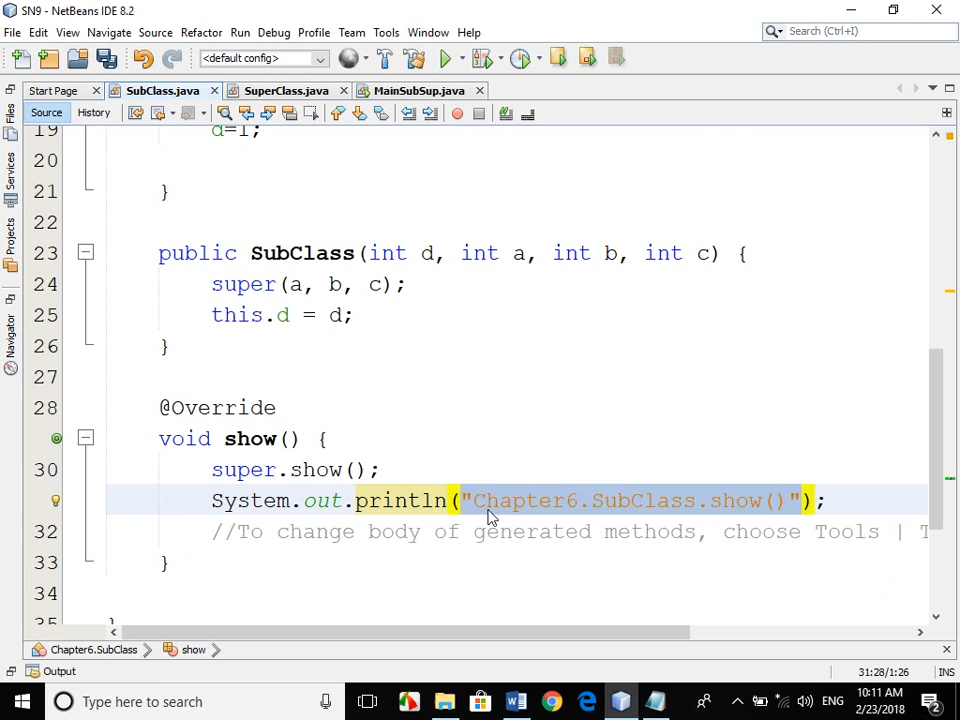 SN9 - NetBeans IDE 8.2
File Edit View Navigate Source Refactor Run Debug Profile Team Tools Window Help
Search (Ctrl+I)
<default config>
Start Page SubClass.java SuperClass.java MainSubSup.java
Source History
Files
Services
Projects
Navigator
19 d=1;
20
21 }
22
23 public SubClass(int d, int a, int b, int c) {
24 super(a, b, c);
25 this.d = d;
26 }
27
28 @Override
void show() {
30 super.show();
System.out.println("Chapter6.SubClass.show()");
32 //To change body of generated methods, choose Tools | T
33 }
34
35 }
Chapter6.SubClass show
Output
31:28/1:26 INS
Type here to search
ENG
10:11 AM
2/23/2018
2